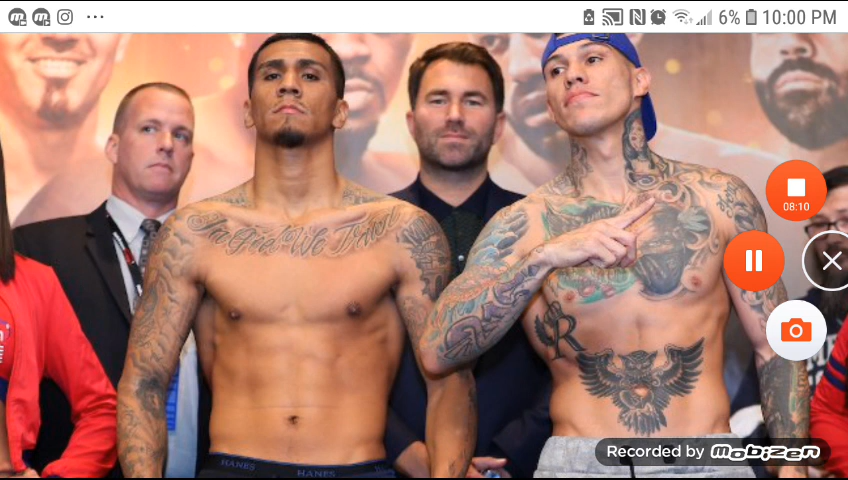 6% 10:00 PM
In God We Trust
08:10
R
HANES HANES
Recorded by mobizen